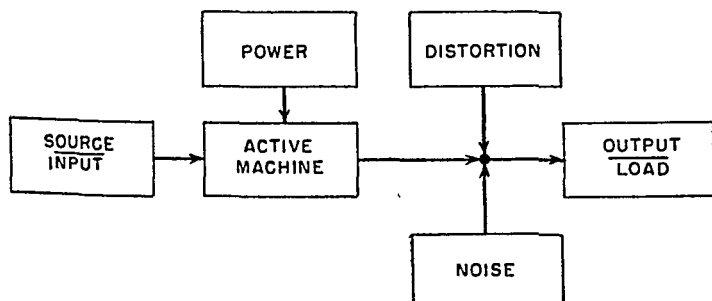 POWER
DISTORTION
SOURCE
INPUT
ACTIVE
MACHINE
OUTPUT
LOAD
NOISE